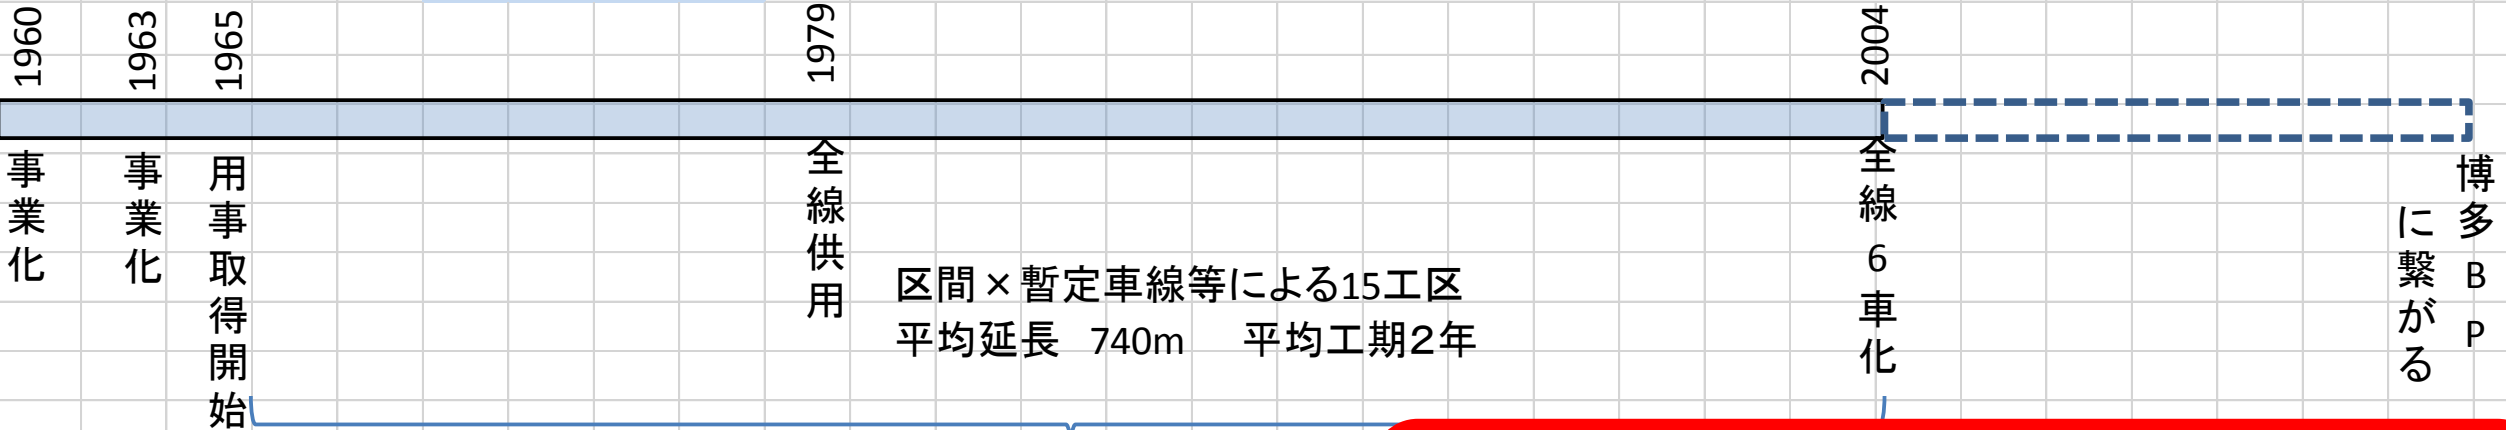 1960
1963
1965
1979
2004
事業化
事業化
用事取得開始
全線供用
全線6車化
博多BP
に繋がる
区間×暫定車線等による15工区
平均延長 740m 平均工期2年